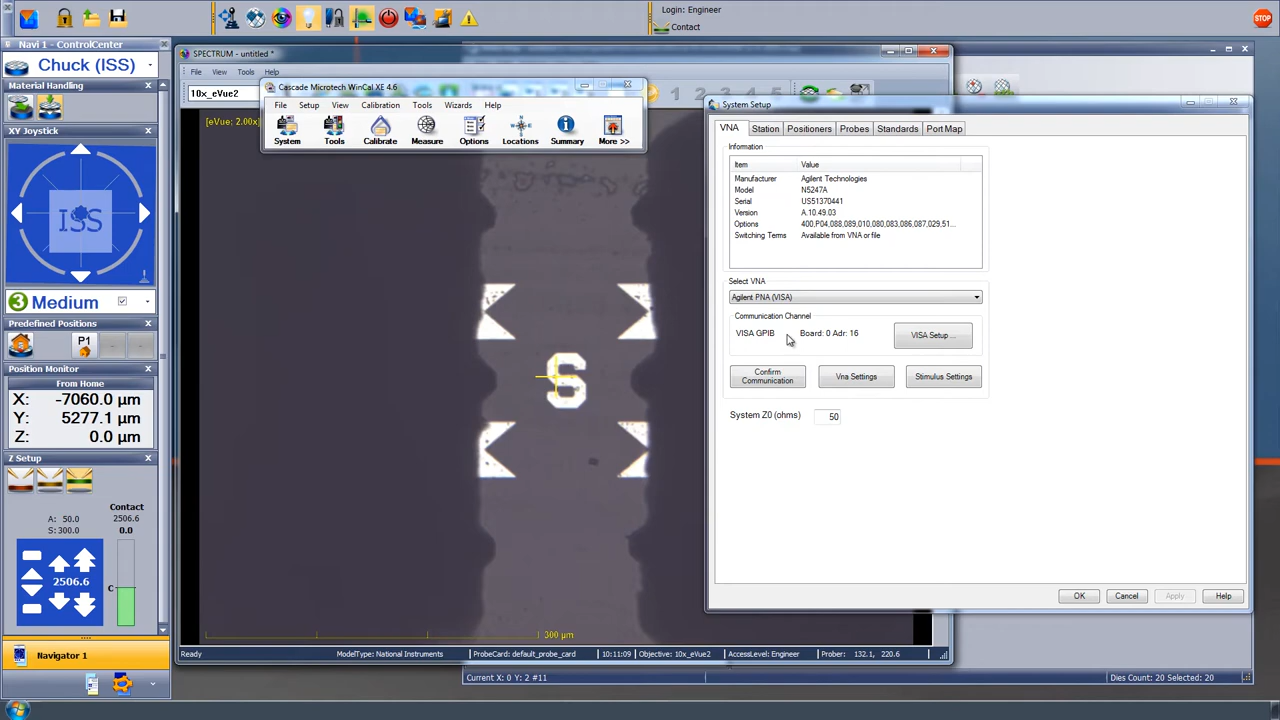 Login: Engineer
Contact
STOP
Navi 1 - ControlCenter
Chuck (ISS)
Material Handling
XY Joystick
ISS
3 Medium
Predefined Positions
P1
Position Monitor
From Home
X: -7060.0 µm
Y: 5277.1 µm
Z: 0.0 µm
Z Setup
Contact
A: 50.0 2506.6
S: 300.0 0.0
2506.6
C
Navigator 1
SPECTRUM - untitled *
File View Tools Help
10x_eVue2
1 2 3 4 5
[eVue; 2.00x]
Cascade Microtech WinCal XE 4.6
File Setup View Calibration Tools Wizards Help
System Tools Calibrate Measure Options Locations Summary More >>
S
300 µm
Ready ModelType: National Instruments ProbeCard: default_probe_card 10:11:09 Objective: 10x_eVue2 AccessLevel: Engineer Prober: 132.1, 220.6
Current X: 0 Y: 2 #11 Dies Count: 20 Selected: 20
System Setup
VNA Station Positioners Probes Standards Port Map
Information
Item Value
Manufacturer Agilent Technologies
Model N5247A
Serial US51370441
Version A.10.49.03
Options 400,P04,088,089,010,080,083,086,087,029,51...
Switching Terms Available from VNA or file
Select VNA
Agilent PNA (VISA)
Communication Channel
VISA GPIB Board: 0 Adr: 16 VISA Setup ...
Confirm Communication Vna Settings Stimulus Settings
System Z0 (ohms) 50
OK Cancel Apply Help